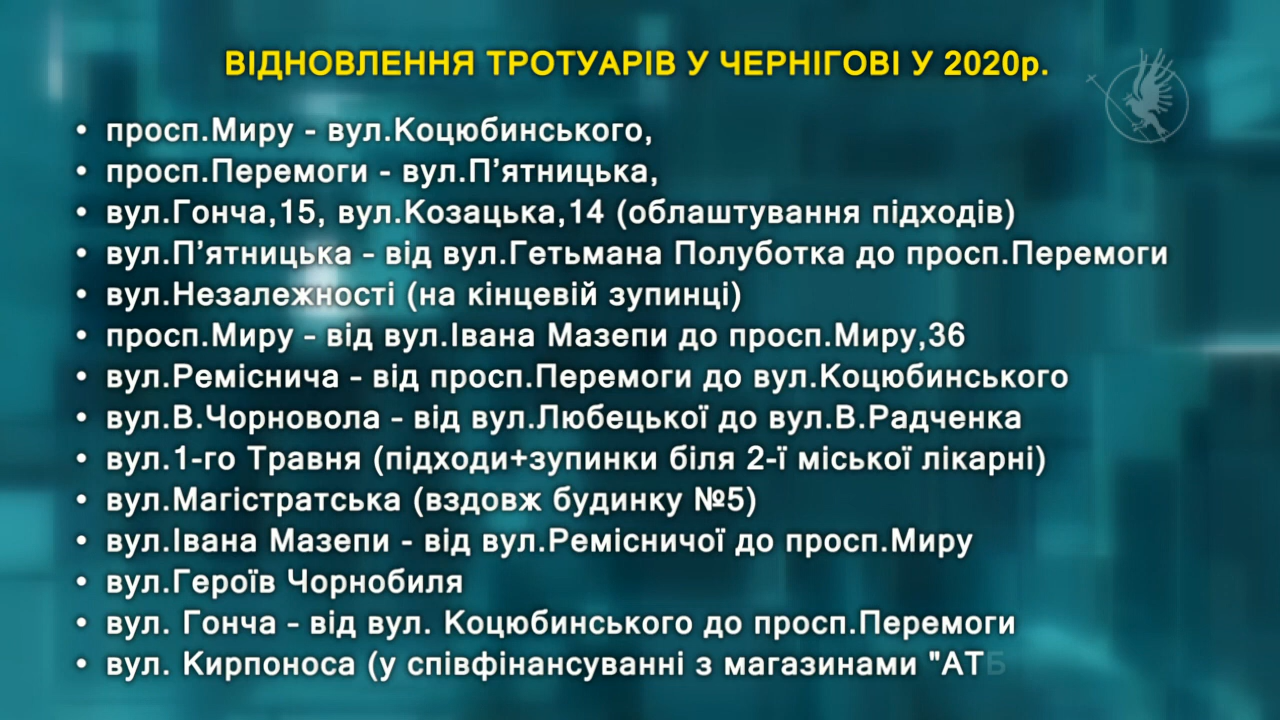 ВІДНОВЛЕННЯ ТРОТУАРІВ У ЧЕРНІГОВІ У 2020р.
• просп.Миру - вул.Коцюбинського,
• просп.Перемоги - вул.П’ятницька,
• вул.Гонча,15, вул.Козацька,14 (облаштування підходів)
• вул.П’ятницька – від вул.Гетьмана Полуботка до просп.Перемоги
• вул.Незалежності (на кінцевій зупинці)
• просп.Миру – від вул.Івана Мазепи до просп.Миру,36
• вул.Реміснича – від просп.Перемоги до вул.Коцюбинського
• вул.В.Чорновола – від вул.Любецької до вул.В.Радченка
• вул.1-го Травня (підходи+зупинки біля 2-ї міської лікарні)
• вул.Магістратська (вздовж будинку №5)
• вул.Івана Мазепи – від вул.Ремісничої до просп.Миру
• вул.Героїв Чорнобиля
• вул. Гонча – від вул. Коцюбинського до просп.Перемоги
• вул. Кирпоноса (у співфінансуванні з магазинами "АТБ